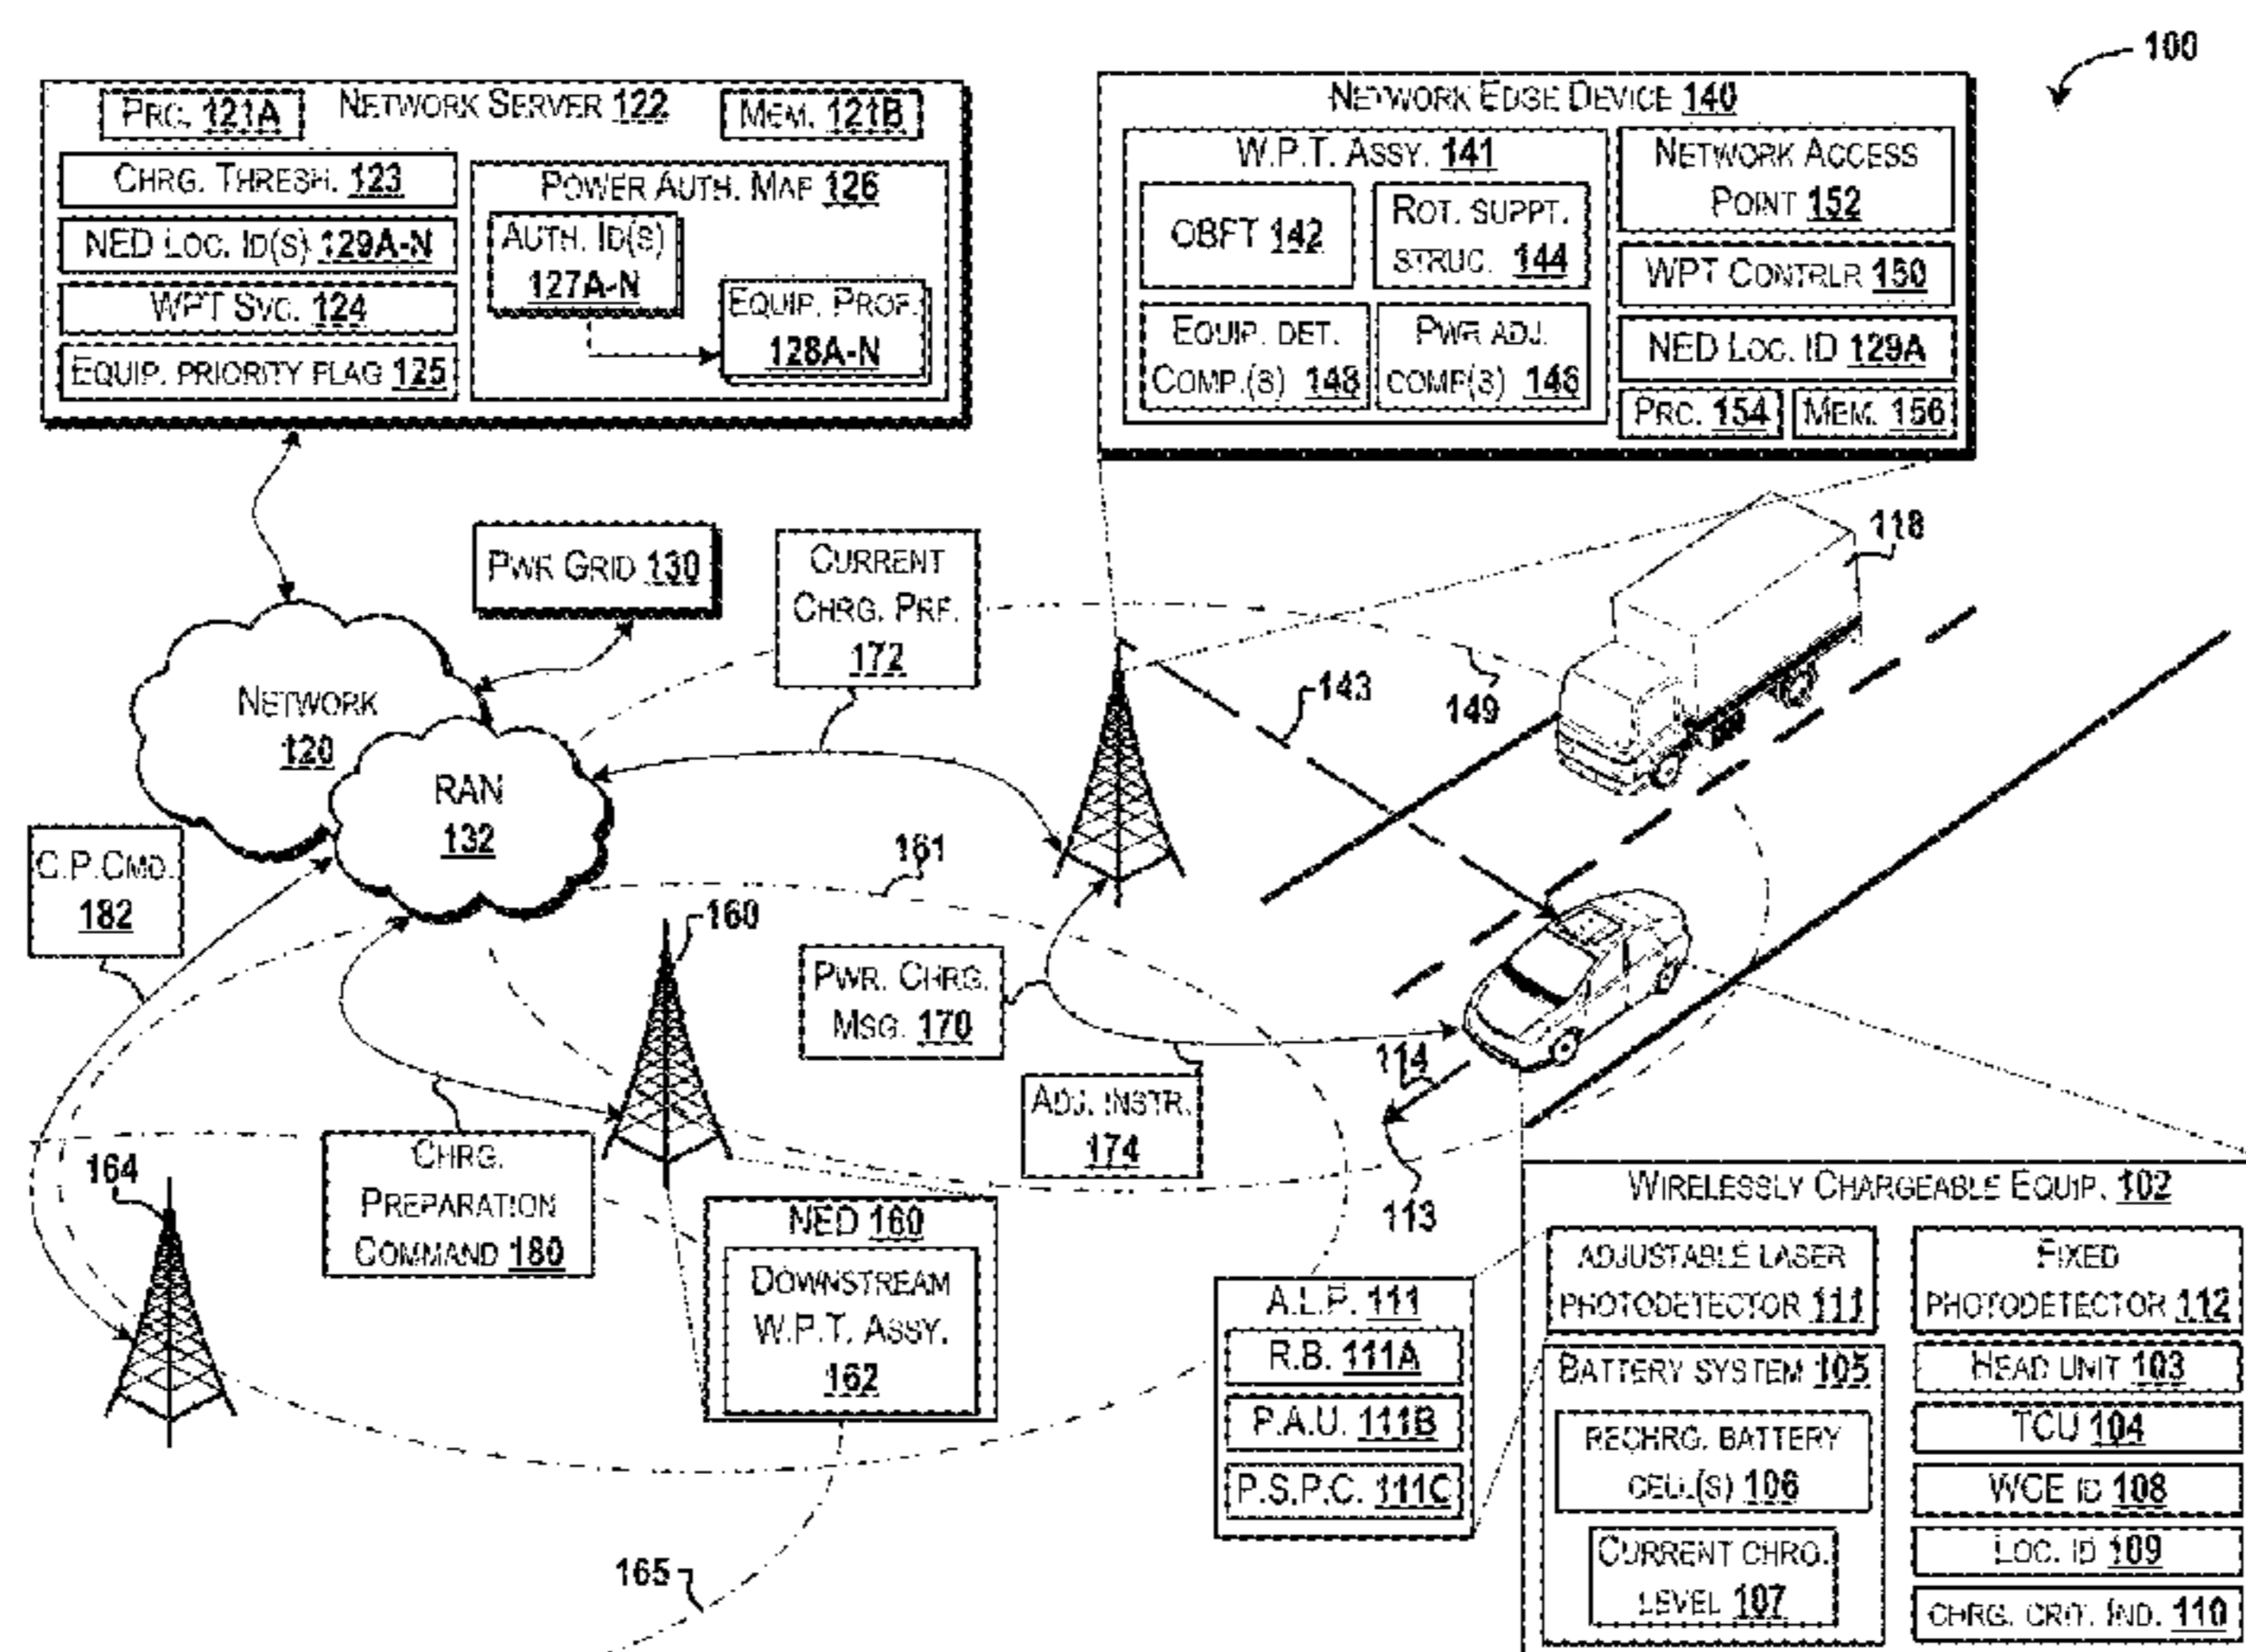 100
PRC. 121A
NETWORK SERVER 122
MEM. 121B
CHRG. THRESH. 123
NED LOC. ID(S) 129A-N
WPT SVC. 124
EQUIP. PRIORITY FLAG 125
POWER AUTH. MAP 126
AUTH. ID(S)
127A-N
EQUIP. PROF.
128A-N
NETWORK EDGE DEVICE 140
W.P.T. ASSY. 141
OBPT 142
ROT. SUPPT.
STRUC. 144
EQUIP. DET.
COMP.(S) 148
PWR ADJ.
COMP(S) 146
NETWORK ACCESS
POINT 152
WPT CONTRLR 150
NED LOC. ID 129A
PRC. 154
MEM. 156
PWR GRID 130
CURRENT
CHRG. PRF.
172
118
143
149
NETWORK
120
RAN
132
C.P.CMD.
182
161
160
PWR. CHRG.
MSG. 170
114
ADJ. INSTR.
174
113
164
CHRG.
PREPARATION
COMMAND 180
NED 160
DOWNSTREAM
W.P.T. ASSY.
162
165
A.L.P. 111
R.B. 111A
P.A.U. 111B
P.S.P.C. 111C
WIRELESSLY CHARGEABLE EQUIP. 102
ADJUSTABLE LASER
PHOTODETECTOR 111
FIXED
PHOTODETECTOR 112
BATTERY SYSTEM 105
RECHRG. BATTERY
CELL(S) 106
CURRENT CHRG.
LEVEL 107
HEAD UNIT 103
TCU 104
WCE ID 108
LOC. ID 109
CHRG. CRIT. IND. 110